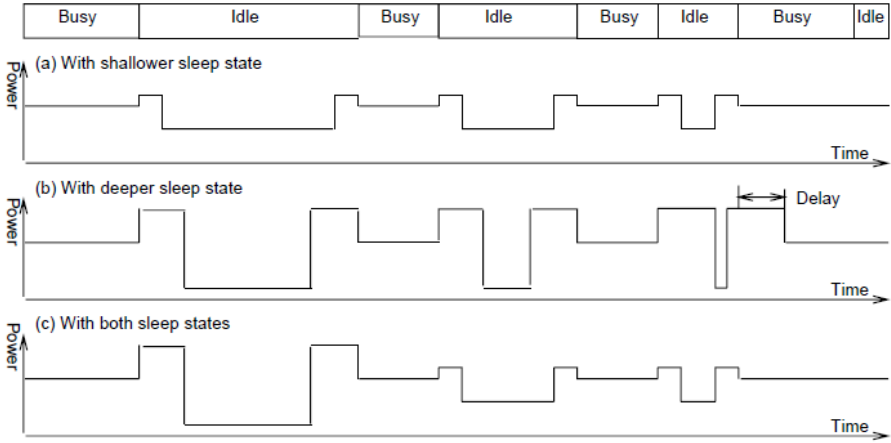 Busy Idle Busy Idle Busy Idle Busy Idle
(a) With shallower sleep state
Power
Time
(b) With deeper sleep state
Power
Delay
Time
(c) With both sleep states
Power
Time